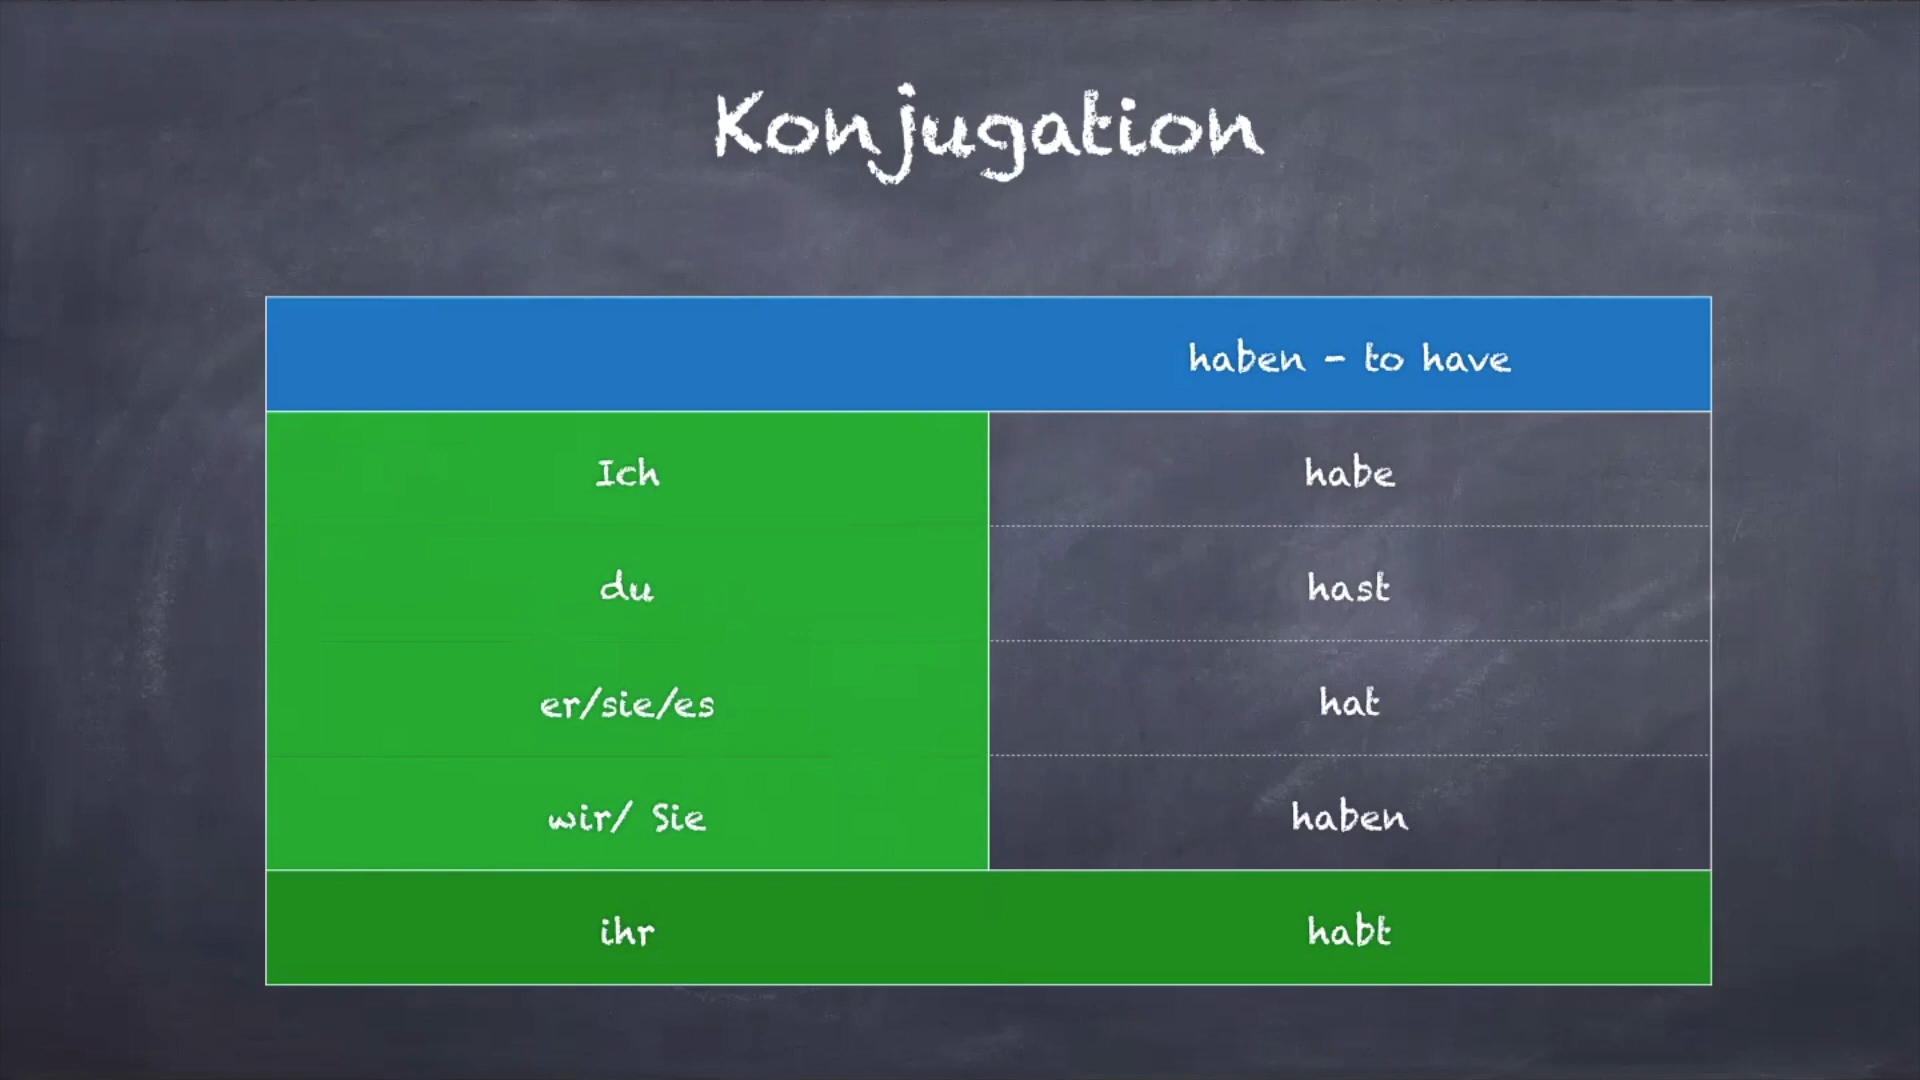 Konjugation
haben - to have
Ich habe
du hast
er/sie/es hat
wir/ Sie haben
ihr habt